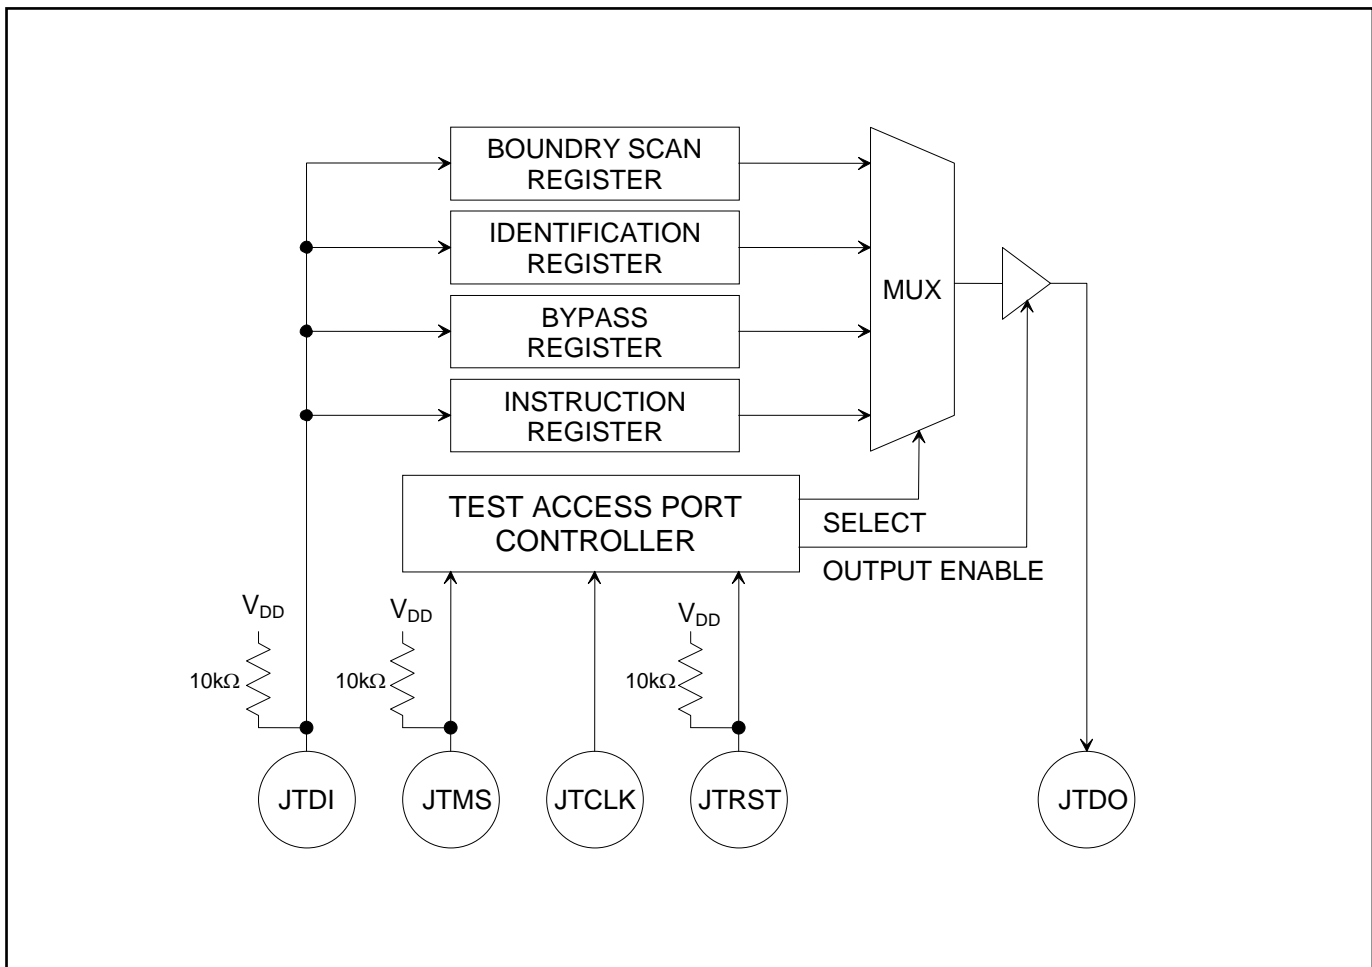 BOUNDRY SCAN
REGISTER
IDENTIFICATION
REGISTER
BYPASS
REGISTER
INSTRUCTION
REGISTER
MUX
TEST ACCESS PORT
CONTROLLER
SELECT
OUTPUT ENABLE
VDD
10kΩ
VDD
10kΩ
VDD
10kΩ
JTDI
JTMS
JTCLK
JTRST
JTDO